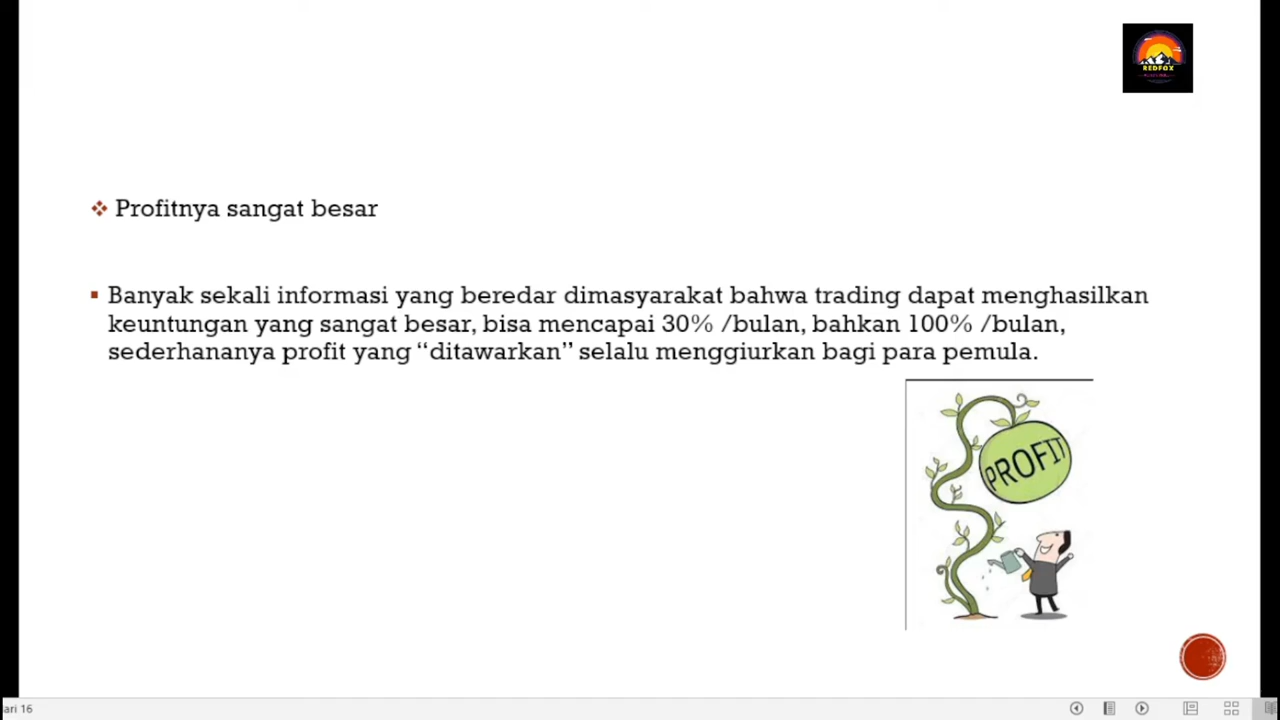 REDFOX
Profitnya sangat besar
Banyak sekali informasi yang beredar dimasyarakat bahwa trading dapat menghasilkan
keuntungan yang sangat besar, bisa mencapai 30% /bulan, bahkan 100% /bulan,
sederhananya profit yang “ditawarkan” selalu menggiurkan bagi para pemula.
PROFIT
ari 16